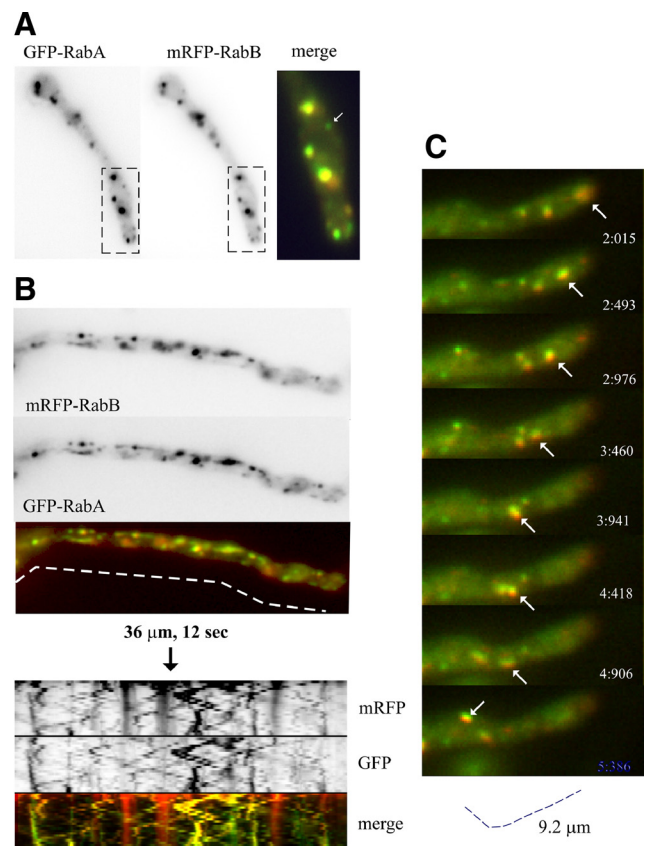 A
GFP-RabA mRFP-RabB merge
B
mRFP-RabB
GFP-RabA
36 μm, 12 sec
mRFP
GFP
merge
C
2:015
2:493
2:976
3:460
3:941
4:418
4:906
5:386
9.2 μm